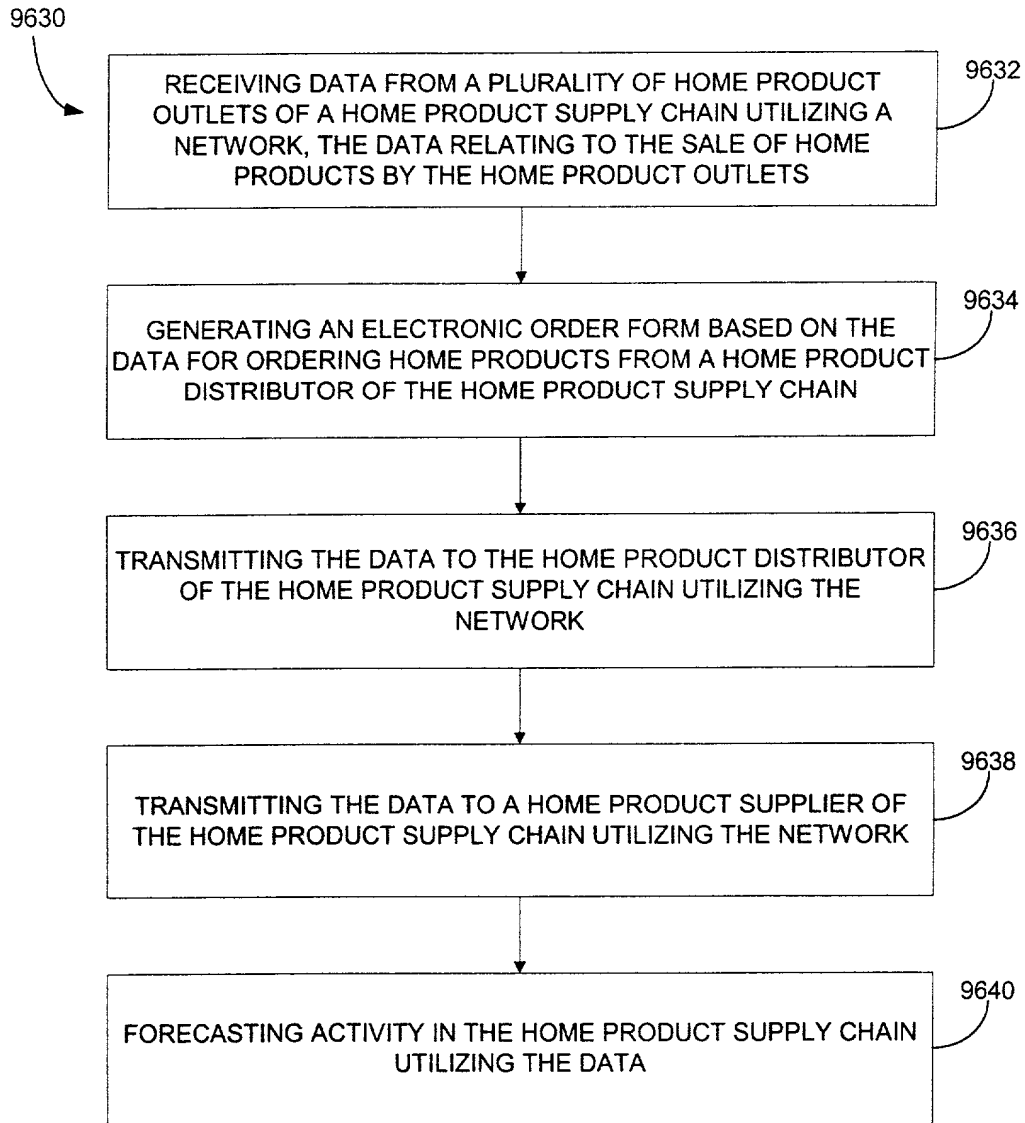 9630
RECEIVING DATA FROM A PLURALITY OF HOME PRODUCT
OUTLETS OF A HOME PRODUCT SUPPLY CHAIN UTILIZING A
NETWORK, THE DATA RELATING TO THE SALE OF HOME
PRODUCTS BY THE HOME PRODUCT OUTLETS
9632
GENERATING AN ELECTRONIC ORDER FORM BASED ON THE
DATA FOR ORDERING HOME PRODUCTS FROM A HOME PRODUCT
DISTRIBUTOR OF THE HOME PRODUCT SUPPLY CHAIN
9634
TRANSMITTING THE DATA TO THE HOME PRODUCT DISTRIBUTOR
OF THE HOME PRODUCT SUPPLY CHAIN UTILIZING THE
NETWORK
9636
TRANSMITTING THE DATA TO A HOME PRODUCT SUPPLIER OF
THE HOME PRODUCT SUPPLY CHAIN UTILIZING THE NETWORK
9638
FORECASTING ACTIVITY IN THE HOME PRODUCT SUPPLY CHAIN
UTILIZING THE DATA
9640